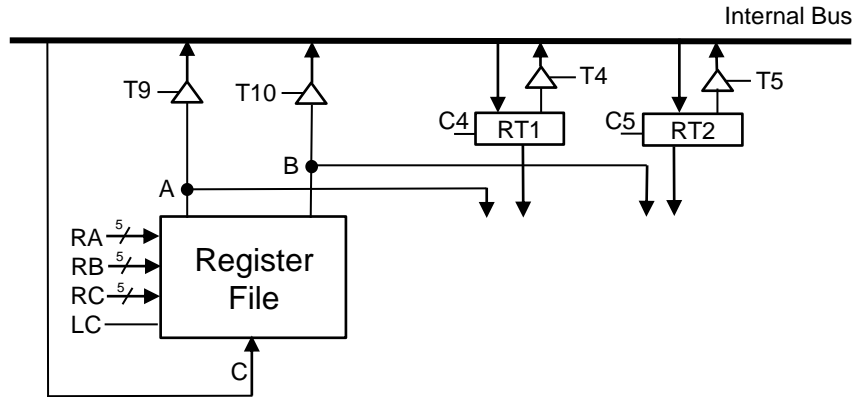 Internal Bus
T9
T10
T4
T5
C4
RT1
C5
RT2
B
A
RA
5
RB
5
RC
5
LC
Register
File
C